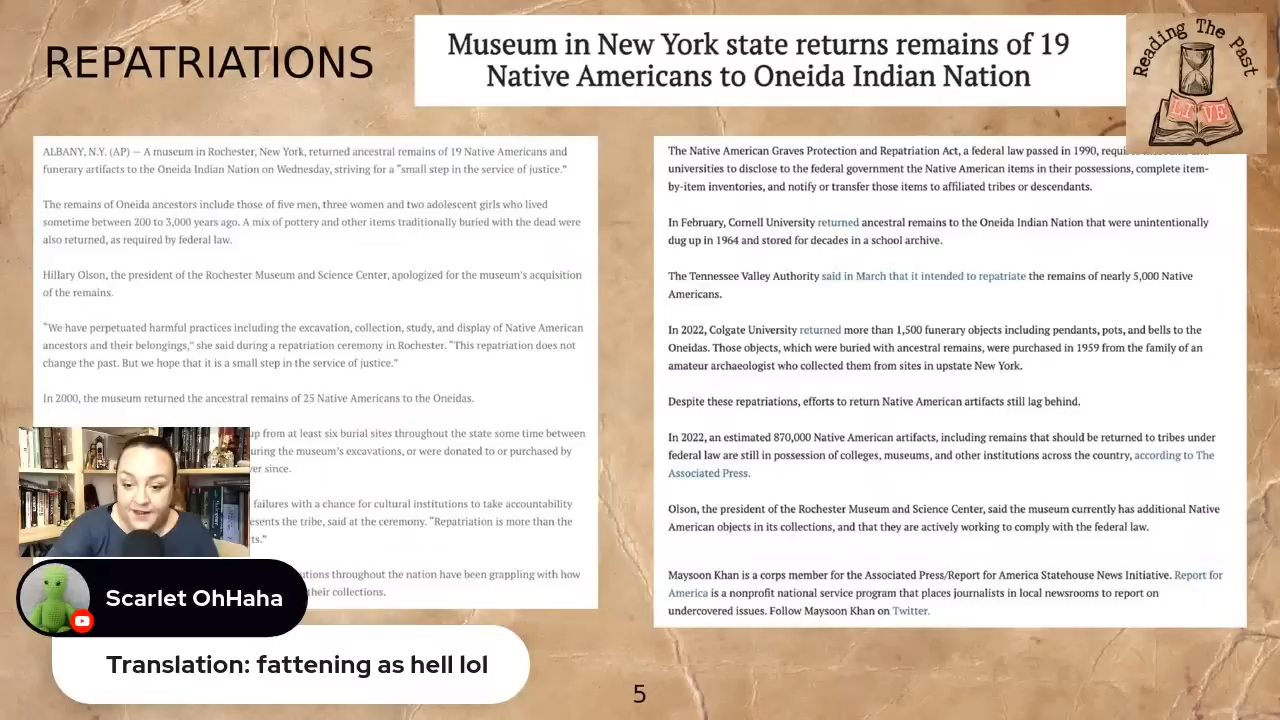 REPATRIATIONS
Museum in New York state returns remains of 19
Native Americans to Oneida Indian Nation
Reading The Past
LIVE
ALBANY, N.Y. (AP) — A museum in Rochester, New York, returned ancestral remains of 19 Native Americans and
funerary artifacts to the Oneida Indian Nation on Wednesday, striving for a “small step in the service of justice.”
The remains of Oneida ancestors include those of five men, three women and two adolescent girls who lived
sometime between 200 to 3,000 years ago. A mix of pottery and other items traditionally buried with the dead were
also returned, as required by federal law.
Hillary Olson, the president of the Rochester Museum and Science Center, apologized for the museum's acquisition
of the remains.
“We have perpetuated harmful practices including the excavation, collection, study, and display of Native American
ancestors and their belongings,” she said during a repatriation ceremony in Rochester. “This repatriation does not
change the past. But we hope that it is a small step in the service of justice.”
In 2000, the museum returned the ancestral remains of 25 Native Americans to the Oneidas.
up from at least six burial sites throughout the state some time between
uring the museum's excavations, or were donated to or purchased by
er since.
failures with a chance for cultural institutions to take accountability
esents the tribe, said at the ceremony. “Repatriation is more than the
ts.”
utions throughout the nation have been grappling with how
their collections.
The Native American Graves Protection and Repatriation Act, a federal law passed in 1990,
universities to disclose to the federal government the Native American items in their possessions, complete item-
by-item inventories, and notify or transfer those items to affiliated tribes or descendants.
In February, Cornell University returned ancestral remains to the Oneida Indian Nation that were unintentionally
dug up in 1964 and stored for decades in a school archive.
The Tennessee Valley Authority said in March that it intended to repatriate the remains of nearly 5,000 Native
Americans.
In 2022, Colgate University returned more than 1,500 funerary objects including pendants, pots, and bells to the
Oneidas. Those objects, which were buried with ancestral remains, were purchased in 1959 from the family of an
amateur archaeologist who collected them from sites in upstate New York.
Despite these repatriations, efforts to return Native American artifacts still lag behind.
In 2022, an estimated 870,000 Native American artifacts, including remains that should be returned to tribes under
federal law are still in possession of colleges, museums, and other institutions across the country, according to The
Associated Press.
Olson, the president of the Rochester Museum and Science Center, said the museum currently has additional Native
American objects in its collections, and that they are actively working to comply with the federal law.
Maysoon Khan is a corps member for the Associated Press/Report for America Statehouse News Initiative. Report for
America is a nonprofit national service program that places journalists in local newsrooms to report on
undercovered issues. Follow Maysoon Khan on Twitter.
Scarlet OhHaha
Translation: fattening as hell lol
5